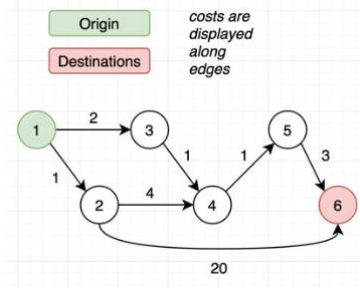 Origin
Destinations
costs are
displayed
along
edges
1
2
3
1
1
2
4
4
1
5
3
6
20